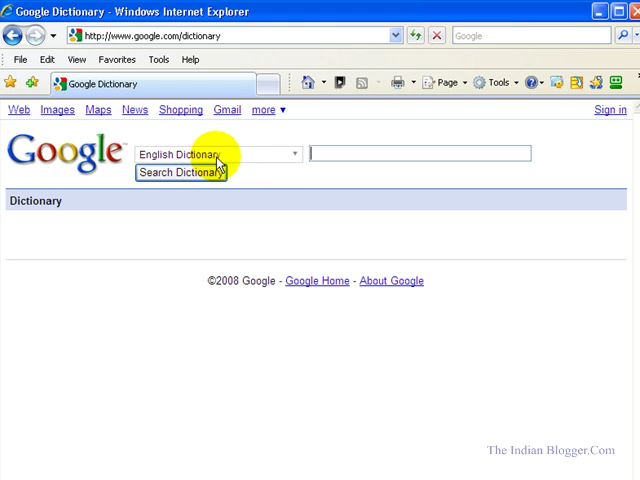 Google Dictionary - Windows Internet Explorer
http://www.google.com/dictionary
Google
File Edit View Favorites Tools Help
Google Dictionary
Page Tools
Web Images Maps News Shopping Gmail more Sign in
Google™
English Dictionary
Search Dictionary
Dictionary
©2008 Google - Google Home - About Google
The Indian Blogger.Com